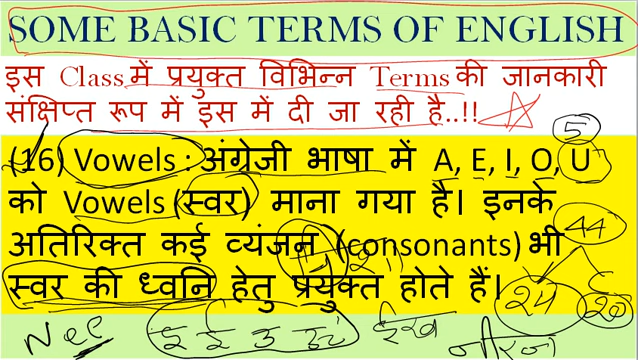 SOME BASIC TERMS OF ENGLISH
इस Class में प्रयुक्त विभिन्न Terms की जानकारी
संक्षिप्त रूप में इस में दी जा रही है..!!
5
(16) Vowels : अंग्रेजी भाषा में A, E, I, O, U
को Vowels (स्वर) माना गया है। इनके
44
अतिरिक्त कई व्यंजन (consonants) भी
स्वर की ध्वनि हेतु प्रयुक्त होते हैं।
24 20
इ ई उ ऊ ईख